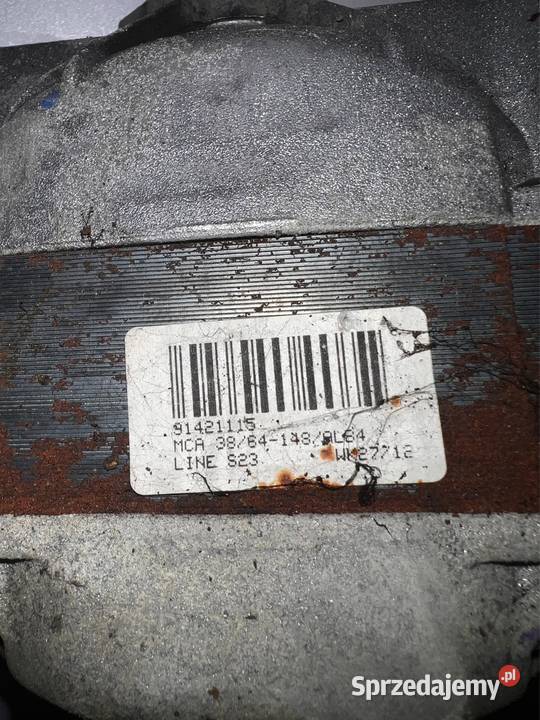 91421115
MCA 38/64-148/AL64
LINE S23 WK27712
Sprzedajemy.pl